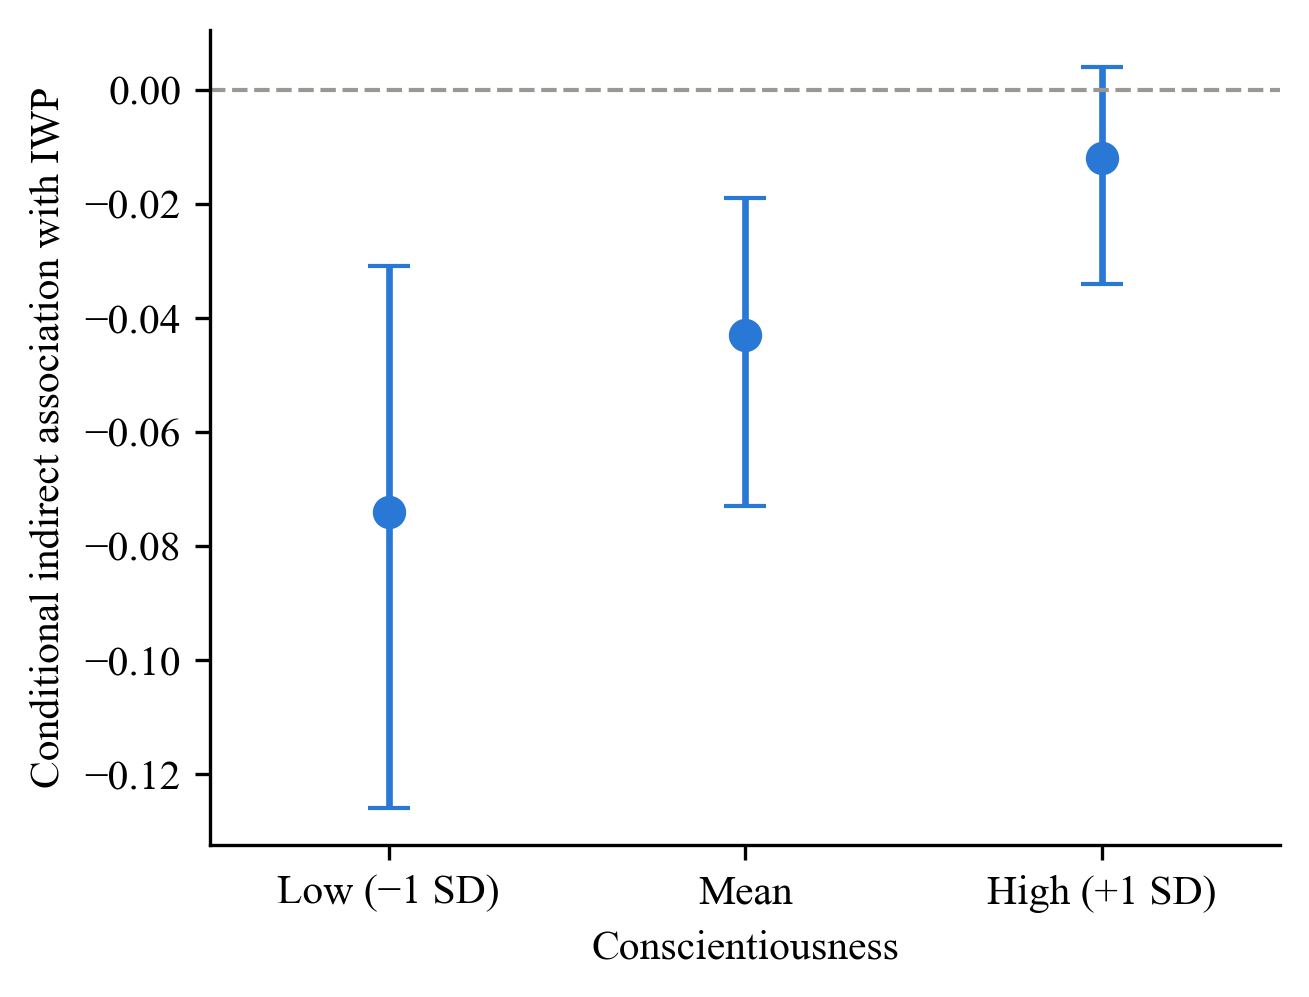 Conditional indirect association with IWP
0.00
−0.02
−0.04
−0.06
−0.08
−0.10
−0.12
Low (−1 SD)
Mean
High (+1 SD)
Conscientiousness